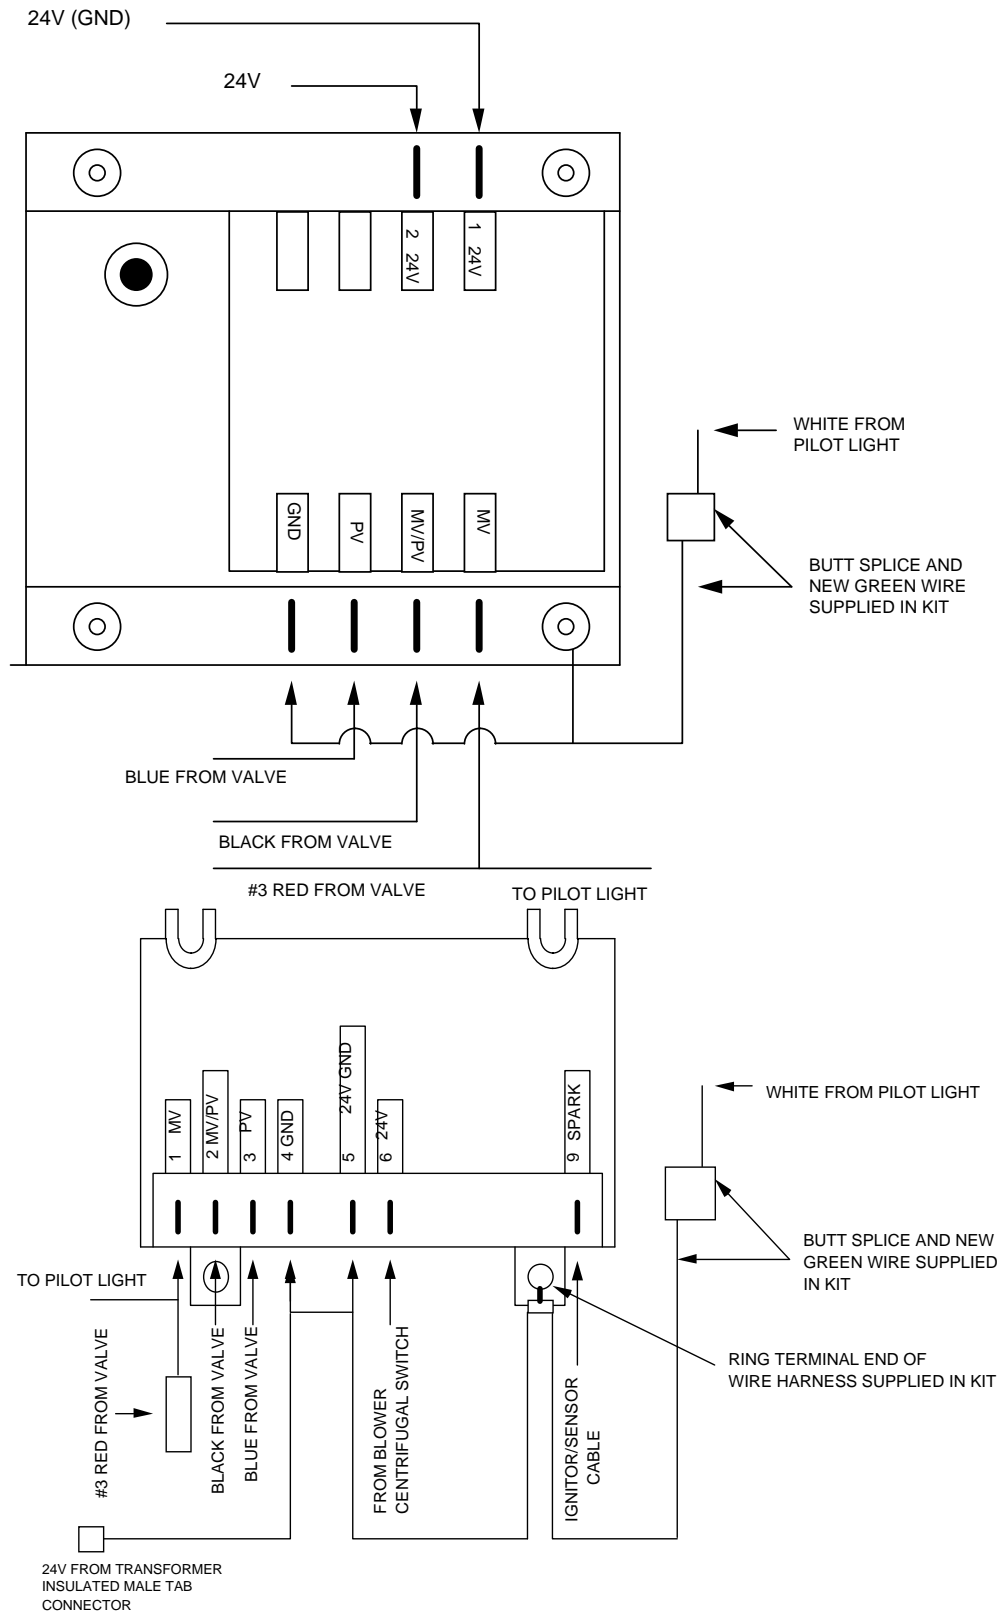 24V (GND)
24V
2 24V
1 24V
WHITE FROM
PILOT LIGHT
GND
PV
MV/PV
MV
BUTT SPLICE AND
NEW GREEN WIRE
SUPPLIED IN KIT
BLUE FROM VALVE
BLACK FROM VALVE
#3 RED FROM VALVE
TO PILOT LIGHT
1 MV
2 MV/PV
3 PV
4 GND
5 24V GND
6 24V
9 SPARK
WHITE FROM PILOT LIGHT
BUTT SPLICE AND NEW
GREEN WIRE SUPPLIED
IN KIT
TO PILOT LIGHT
#3 RED FROM VALVE
BLACK FROM VALVE
BLUE FROM VALVE
FROM BLOWER
CENTRIFUGAL SWITCH
IGNITOR/SENSOR
CABLE
RING TERMINAL END OF
WIRE HARNESS SUPPLIED IN KIT
24V FROM TRANSFORMER
INSULATED MALE TAB
CONNECTOR